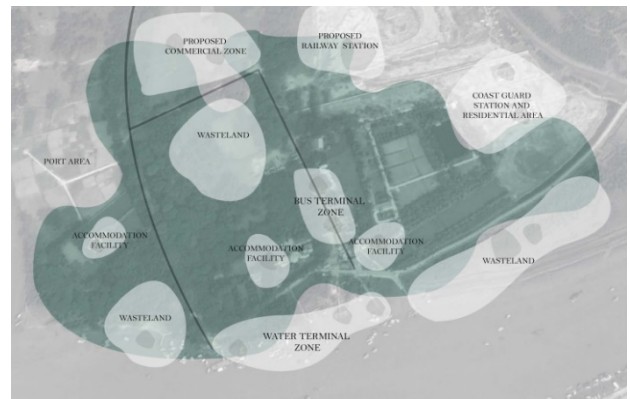 PROPOSED
COMMERCIAL ZONE
PROPOSED
RAILWAY STATION
COAST GUARD
STATION AND
RESIDENTIAL AREA
WASTELAND
PORT AREA
BUS TERMINAL
ZONE
ACCOMMODATION
FACILITY
ACCOMMODATION
FACILITY
ACCOMMODATION
FACILITY
WASTELAND
WASTELAND
WATER TERMINAL
ZONE